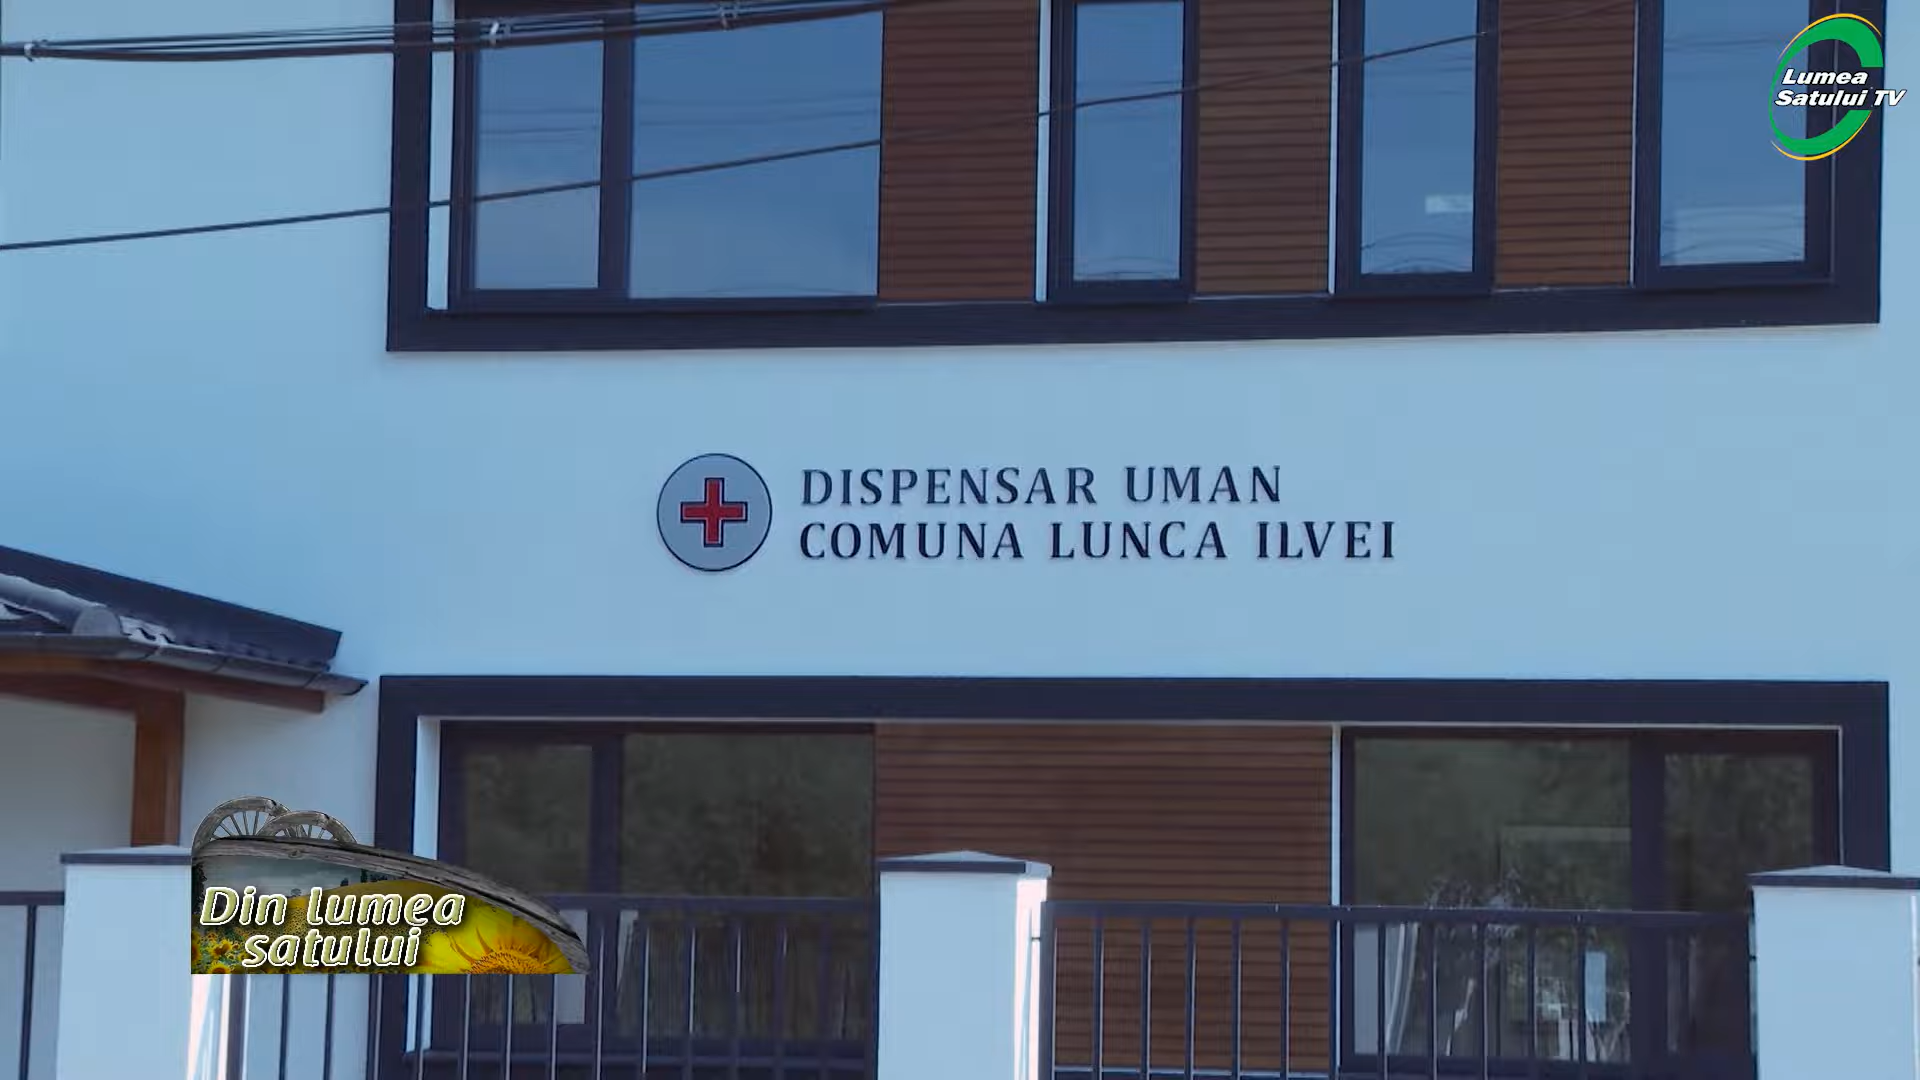 Lumea
Satului TV
DISPENSAR UMAN
COMUNA LUNCA ILVEI
Din lumea
satului